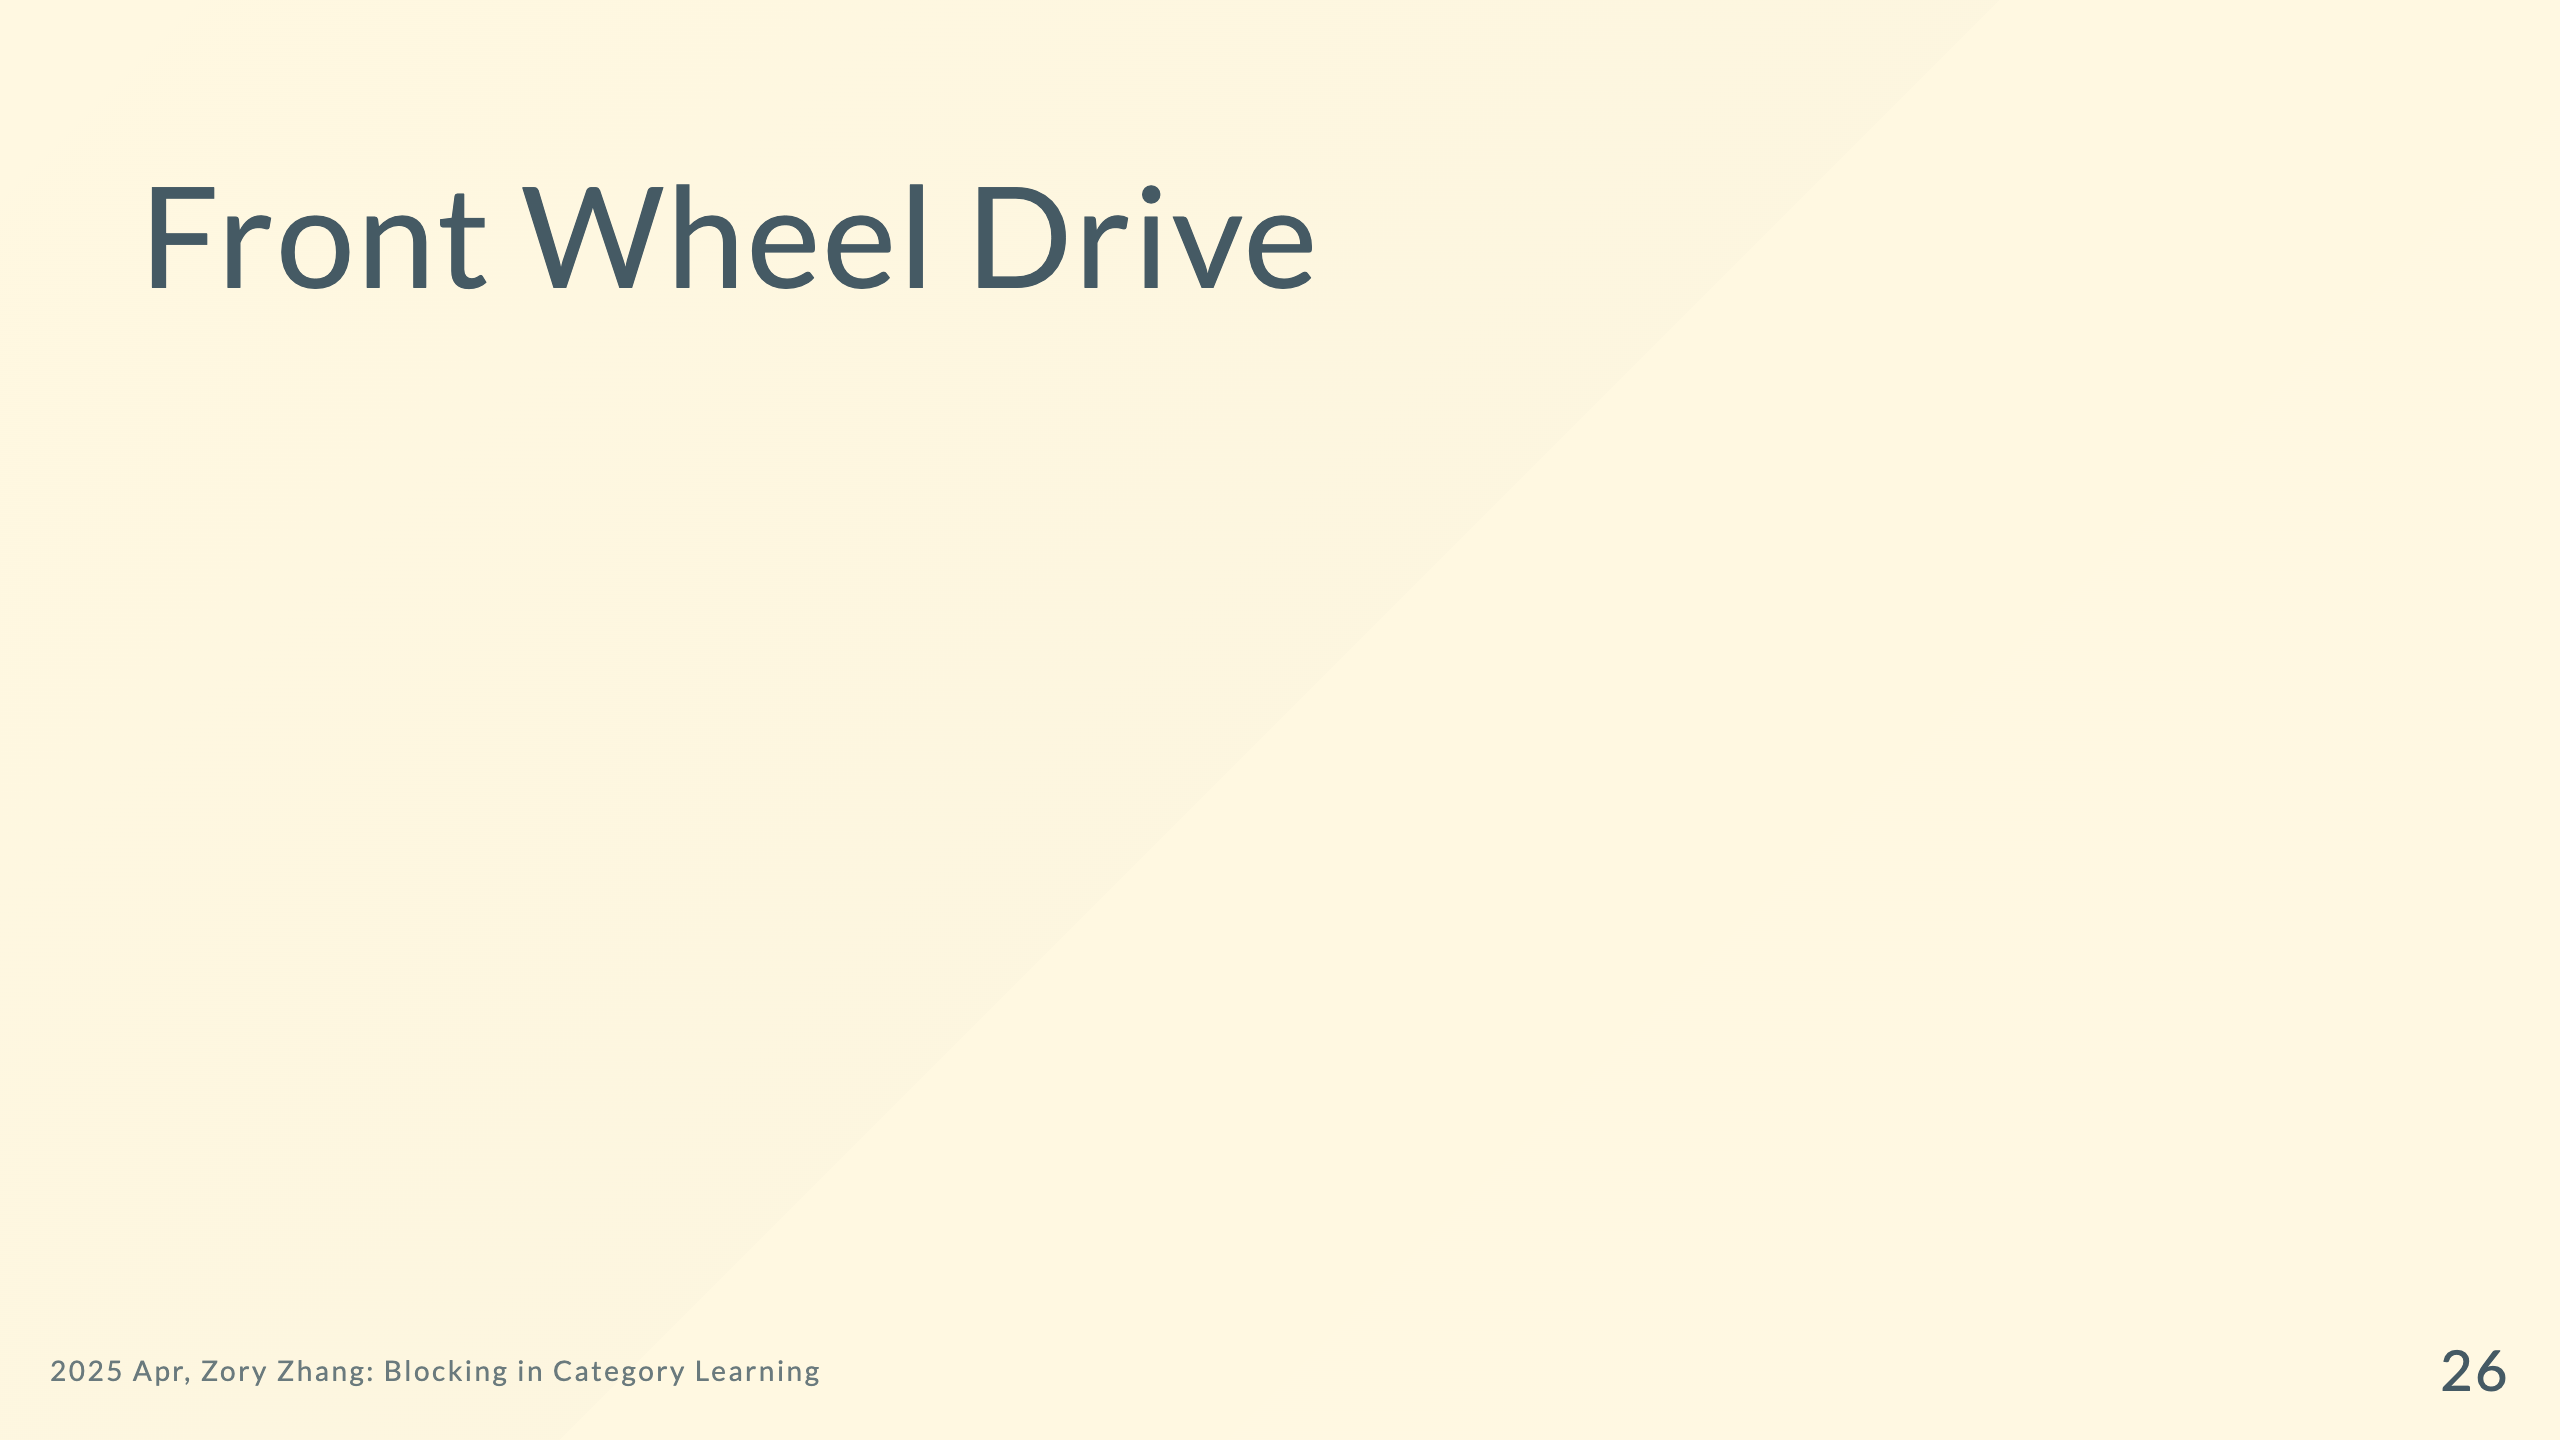 Front Wheel Drive
2025 Apr, Zory Zhang: Blocking in Category Learning
26